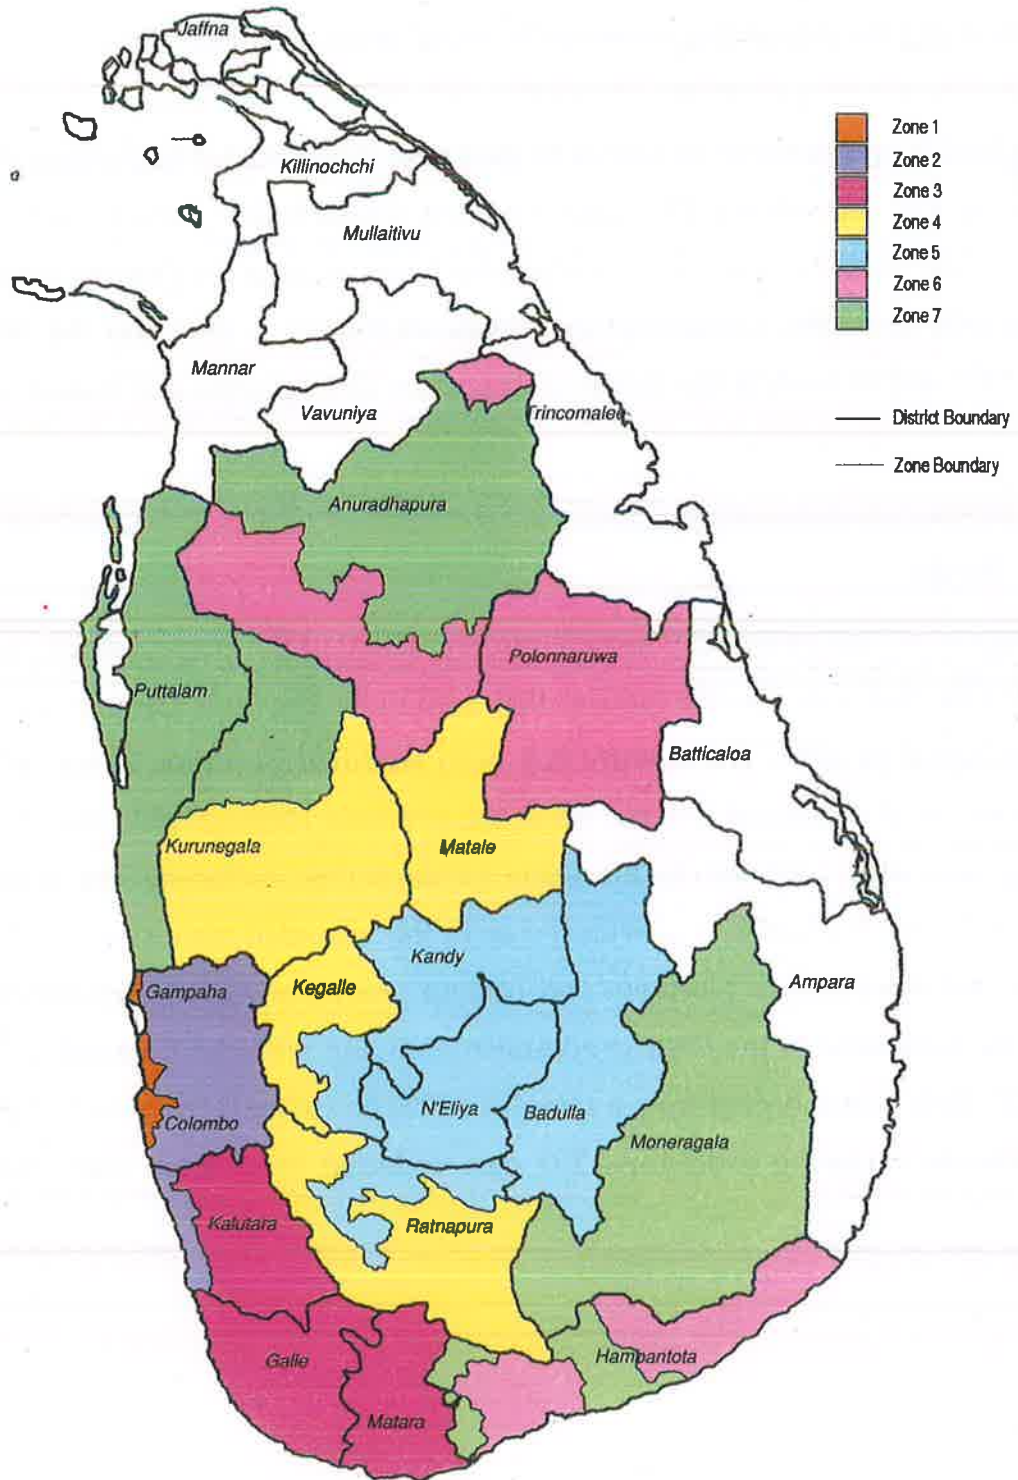 Jaffna
Killinochchi
Mullaitivu
Mannar
Vavuniya
Trincomalee
Anuradhapura
Polonnaruwa
Puttalam
Batticaloa
Kurunegala
Matale
Kandy
Kegalle
Gampaha
Ampara
N'Eliya
Badulla
Colombo
Moneragala
Kalutara
Ratnapura
Galle
Hambantota
Matara
Zone 1
Zone 2
Zone 3
Zone 4
Zone 5
Zone 6
Zone 7
District Boundary
Zone Boundary